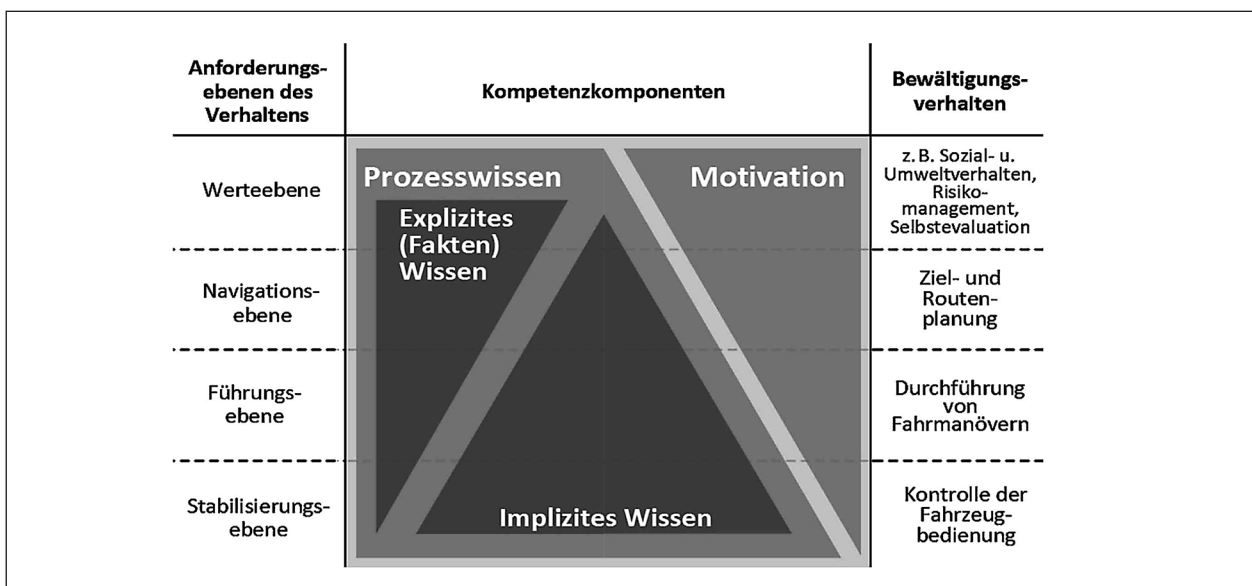 Anforderungs-
ebenen des
Verhaltens
Kompetenzkomponenten
Bewältigungs-
verhalten
Werteebene
Prozesswissen
Motivation
Explizites
(Fakten)
Wissen
z. B. Sozial- u.
Umweltverhalten,
Risiko-
management,
Selbstevaluation
Navigations-
ebene
Ziel- und
Routen-
planung
Führungs-
ebene
Durchführung
von
Fahrmanövern
Stabilisierungs-
ebene
Implizites Wissen
Kontrolle der
Fahrzeug-
bedienung